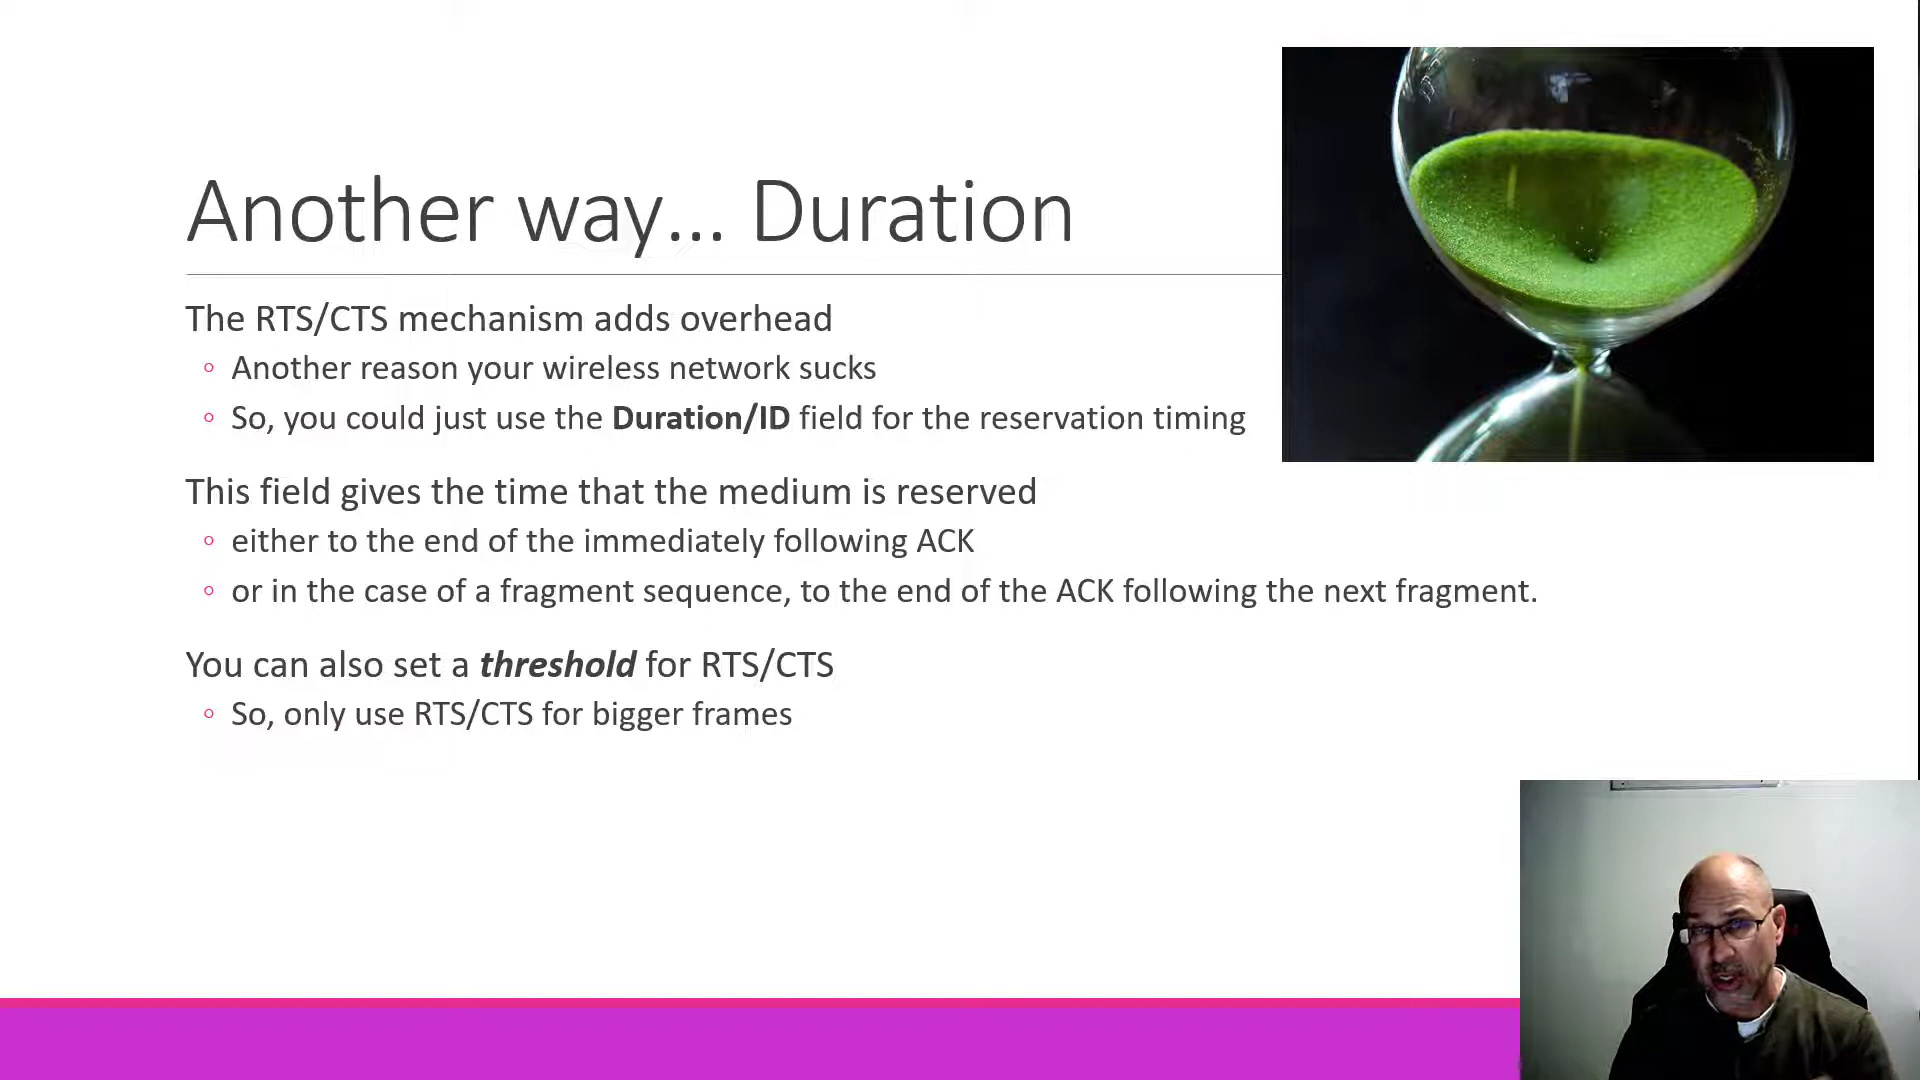 Another way... Duration
The RTS/CTS mechanism adds overhead
◦ Another reason your wireless network sucks
◦ So, you could just use the Duration/ID field for the reservation timing
This field gives the time that the medium is reserved
◦ either to the end of the immediately following ACK
◦ or in the case of a fragment sequence, to the end of the ACK following the next fragment.
You can also set a threshold for RTS/CTS
◦ So, only use RTS/CTS for bigger frames